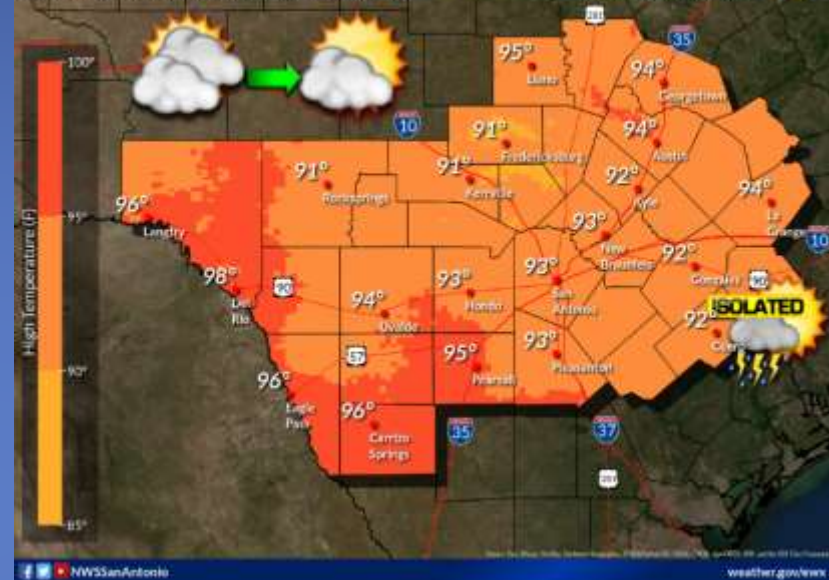 281
35
100°
95°
Llano
94°
Georgetown
10
91°
Fredericksburg
94°
Austin
91°
Rocksprings
91°
Kerrville
92°
Kyle
94°
La
Grange
96°
Langtry
93°
New
Braunfels
10
92°
Gonzales
90
98°
Del
Rio
90
94°
Uvalde
93°
Hondo
93°
San
Antonio
ISOLATED
92°
95°
High Temperature (F)
57
95°
Pearsall
93°
Pleasanton
90°
96°
Eagle
Pass
96°
Carrizo
Springs
35
37
85°
NWSSanAntonio
weather.gov/ewx